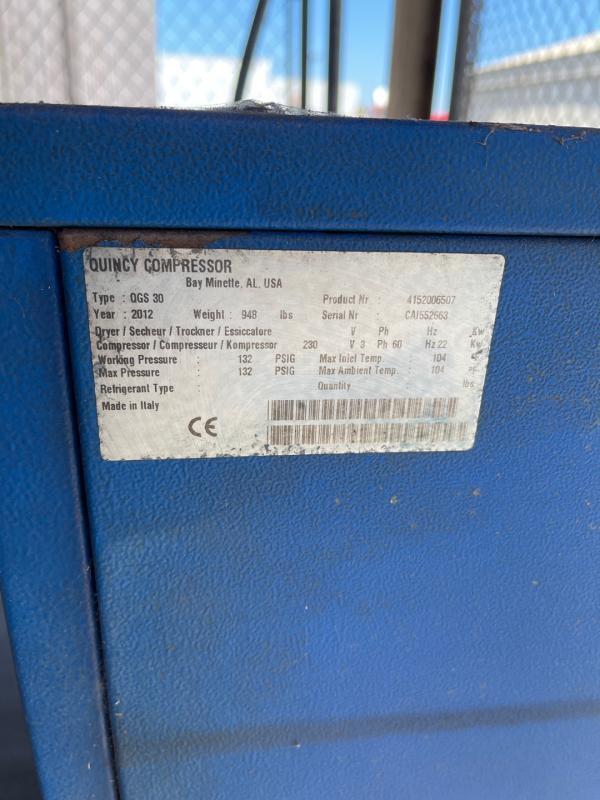 QUINCY COMPRESSOR
Bay Minette, AL. USA
Type : QGS 30 Product Nr : 4152006507
Year : 2012 Weight : 948 lbs Serial Nr : CAI552663
Dryer / Secheur / Trockner / Essiccatore V Ph Hz Kw
Compressor / Compresseur / Kompressor 230 V 3 Ph 60 Hz 22 Kw
Working Pressure : 132 PSIG Max Inlet Temp. : 104 °F
Max Pressure : 132 PSIG Max Ambient Temp. : 104 °F
Refrigerant Type : Quantity lbs.
Made in Italy
CE